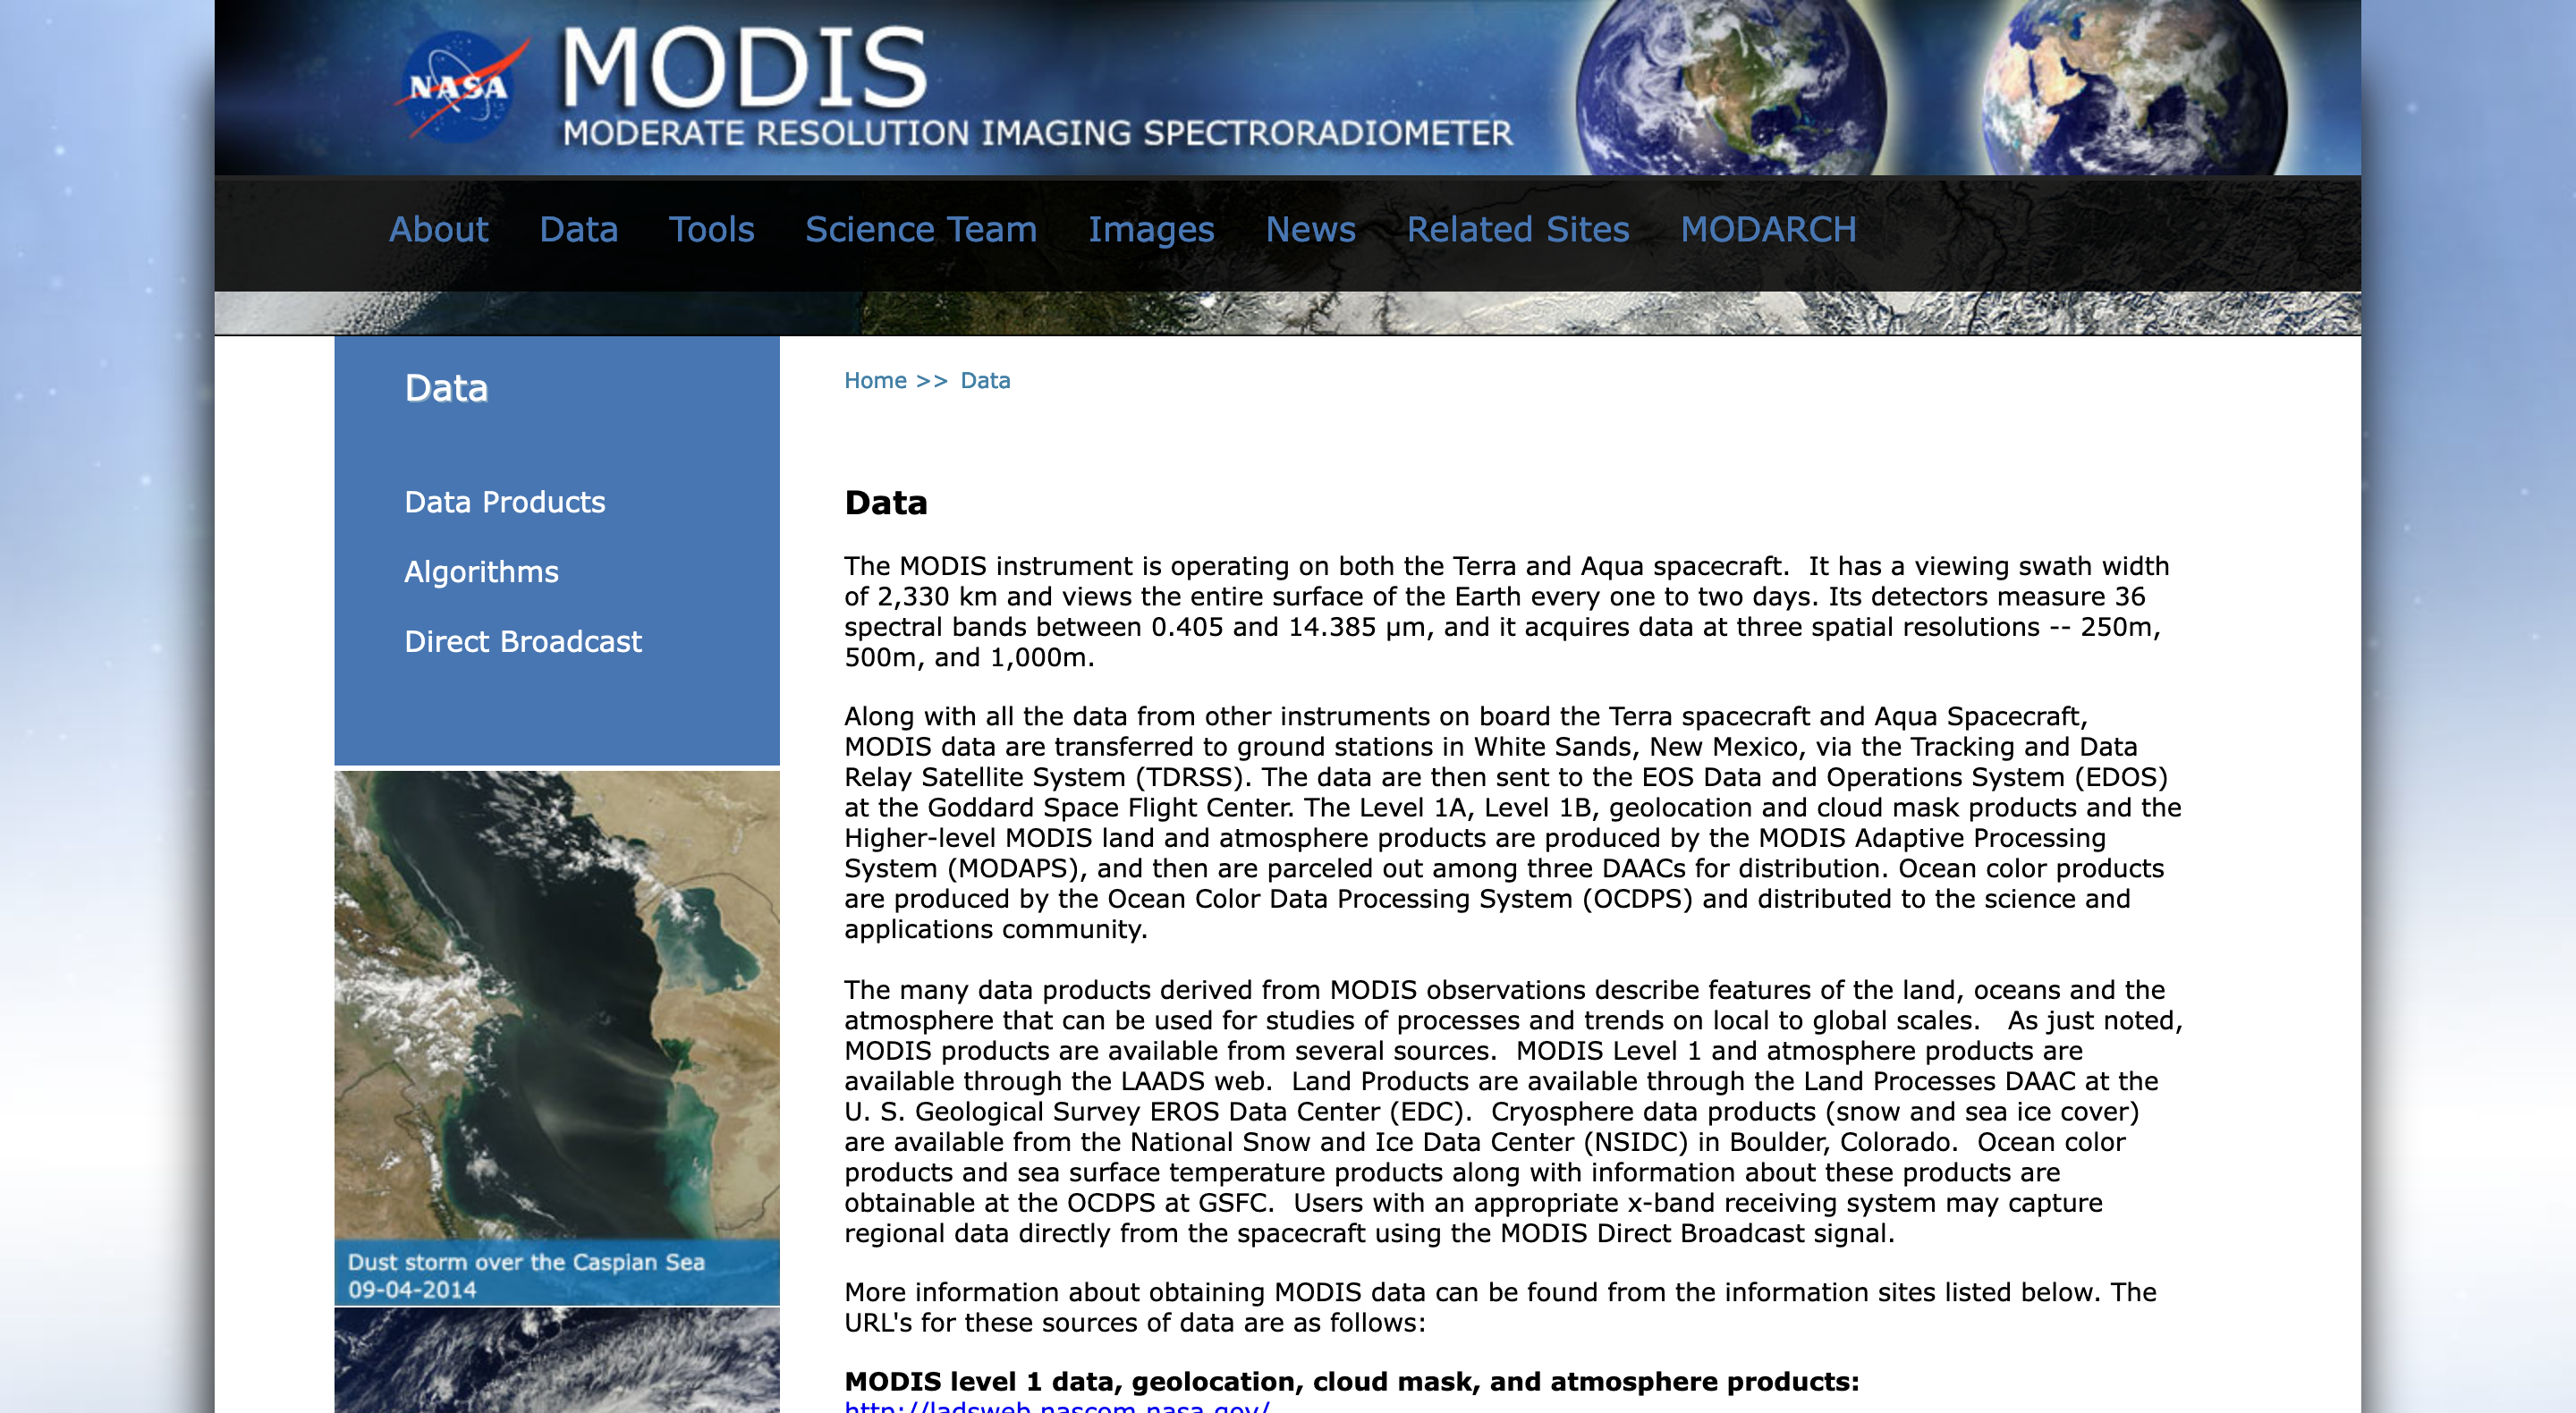 NASA
MODIS
MODERATE RESOLUTION IMAGING SPECTRORADIOMETER
About Data Tools Science Team Images News Related Sites MODARCH
Data
Data Products
Algorithms
Direct Broadcast
Dust storm over the Caspian Sea
09-04-2014
Home >> Data
Data
The MODIS instrument is operating on both the Terra and Aqua spacecraft.  It has a viewing swath width
of 2,330 km and views the entire surface of the Earth every one to two days. Its detectors measure 36
spectral bands between 0.405 and 14.385 µm, and it acquires data at three spatial resolutions -- 250m,
500m, and 1,000m.
Along with all the data from other instruments on board the Terra spacecraft and Aqua Spacecraft,
MODIS data are transferred to ground stations in White Sands, New Mexico, via the Tracking and Data
Relay Satellite System (TDRSS). The data are then sent to the EOS Data and Operations System (EDOS)
at the Goddard Space Flight Center. The Level 1A, Level 1B, geolocation and cloud mask products and the
Higher-level MODIS land and atmosphere products are produced by the MODIS Adaptive Processing
System (MODAPS), and then are parceled out among three DAACs for distribution. Ocean color products
are produced by the Ocean Color Data Processing System (OCDPS) and distributed to the science and
applications community.
The many data products derived from MODIS observations describe features of the land, oceans and the
atmosphere that can be used for studies of processes and trends on local to global scales.   As just noted,
MODIS products are available from several sources.  MODIS Level 1 and atmosphere products are
available through the LAADS web.  Land Products are available through the Land Processes DAAC at the
U. S. Geological Survey EROS Data Center (EDC).  Cryosphere data products (snow and sea ice cover)
are available from the National Snow and Ice Data Center (NSIDC) in Boulder, Colorado.  Ocean color
products and sea surface temperature products along with information about these products are
obtainable at the OCDPS at GSFC.  Users with an appropriate x-band receiving system may capture
regional data directly from the spacecraft using the MODIS Direct Broadcast signal.
More information about obtaining MODIS data can be found from the information sites listed below. The
URL's for these sources of data are as follows:
MODIS level 1 data, geolocation, cloud mask, and atmosphere products:
http://ladsweb.nascom.nasa.gov/